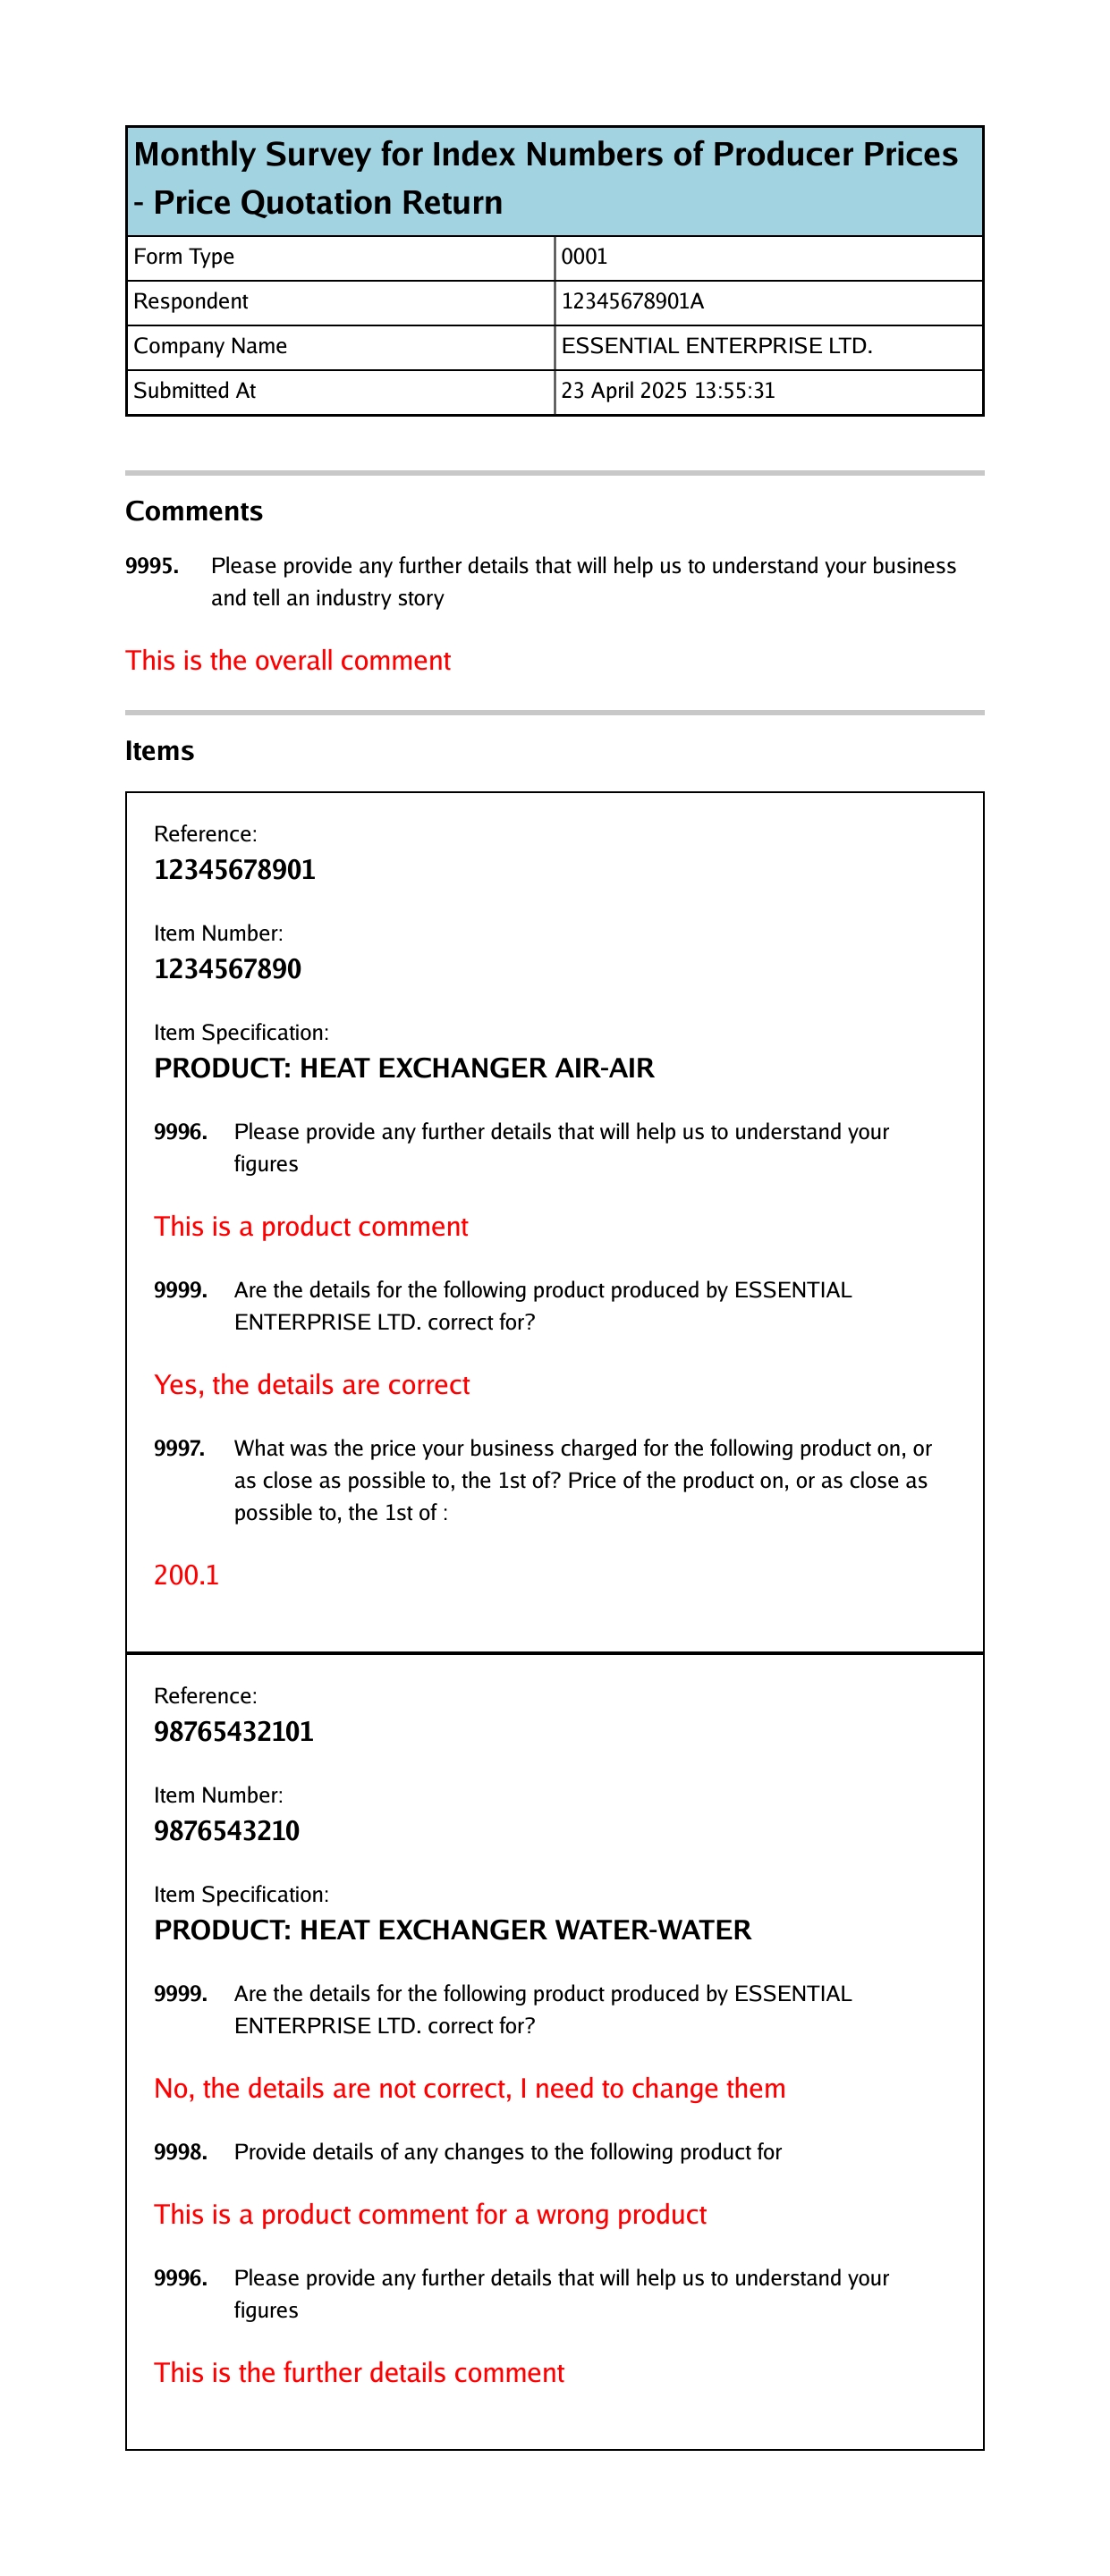 Monthly Survey for Index Numbers of Producer Prices
- Price Quotation Return
Form Type 0001
Respondent 12345678901A
Company Name ESSENTIAL ENTERPRISE LTD.
Submitted At 23 April 2025 13:55:31
Comments
9995. Please provide any further details that will help us to understand your business
and tell an industry story
This is the overall comment
Items
Reference:
12345678901
Item Number:
1234567890
Item Specification:
PRODUCT: HEAT EXCHANGER AIR-AIR
9996. Please provide any further details that will help us to understand your
figures
This is a product comment
9999. Are the details for the following product produced by ESSENTIAL
ENTERPRISE LTD. correct for?
Yes, the details are correct
9997. What was the price your business charged for the following product on, or
as close as possible to, the 1st of? Price of the product on, or as close as
possible to, the 1st of :
200.1
Reference:
98765432101
Item Number:
9876543210
Item Specification:
PRODUCT: HEAT EXCHANGER WATER-WATER
9999. Are the details for the following product produced by ESSENTIAL
ENTERPRISE LTD. correct for?
No, the details are not correct, I need to change them
9998. Provide details of any changes to the following product for
This is a product comment for a wrong product
9996. Please provide any further details that will help us to understand your
figures
This is the further details comment